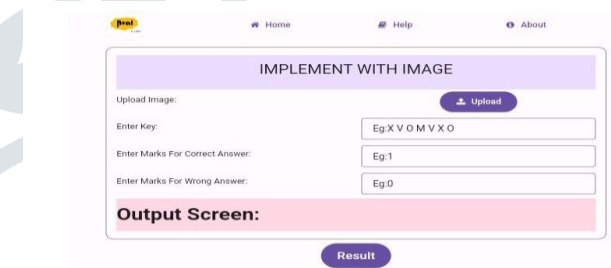 Home Help About
IMPLEMENT WITH IMAGE
Upload Image: Upload
Enter Key: Eg:X V O M V X O
Enter Marks For Correct Answer: Eg:1
Enter Marks For Wrong Answer: Eg:0
Output Screen:
Result